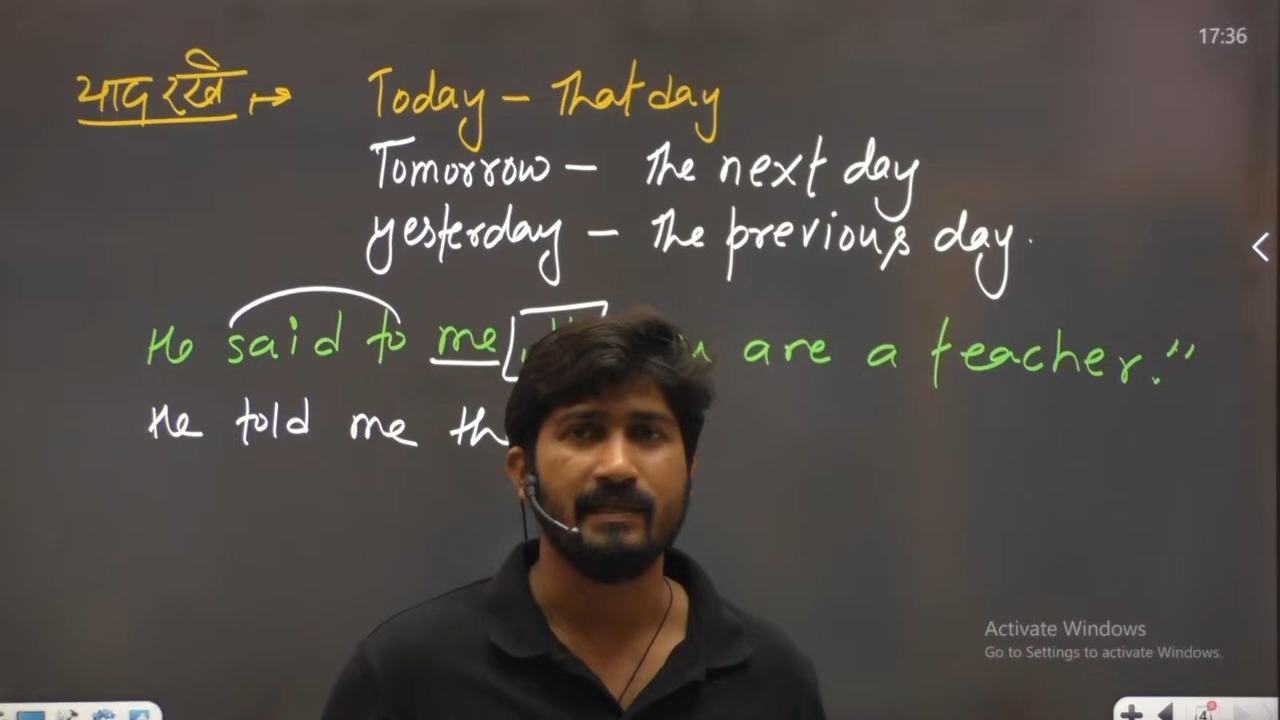 17:36
याद रखें → Today - That day
Tomorrow - The next day
yesterday - The previous day.
He said to me, are a teacher."
He told me
Activate Windows
Go to Settings to activate Windows.